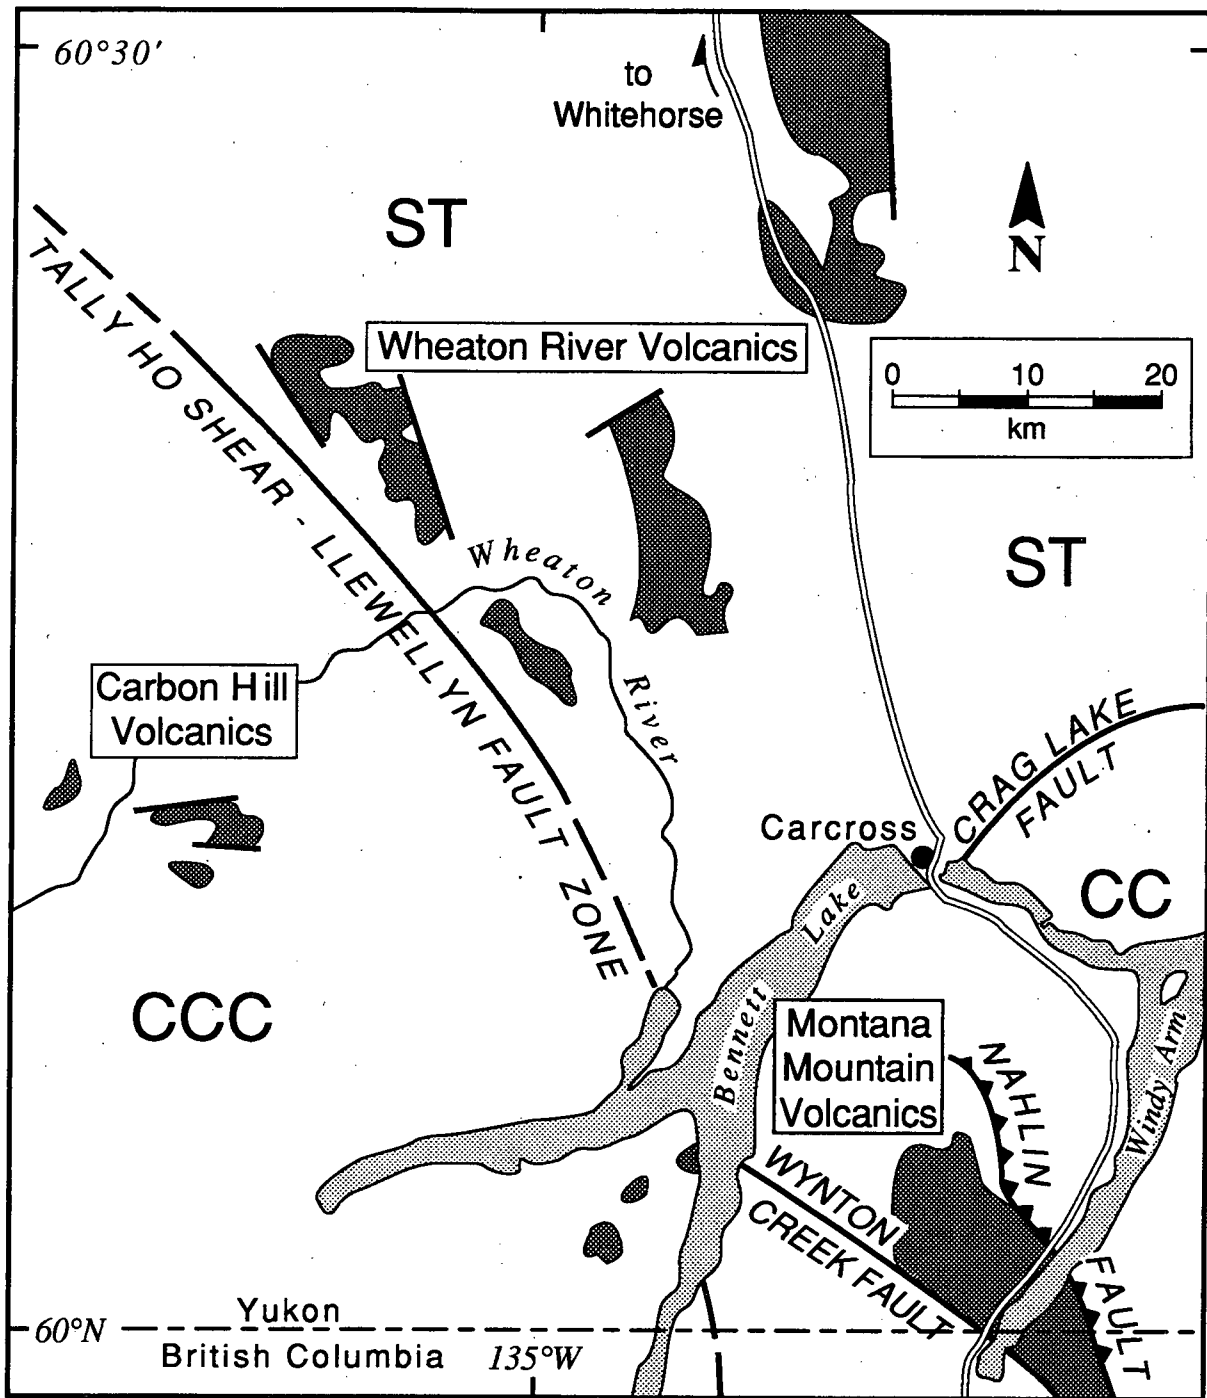 60°30'
to
Whitehorse
ST
N
TALLY HO SHEAR - LLEWELLYN FAULT ZONE
Wheaton River Volcanics
0 10 20
km
Wheaton
River
ST
Carbon Hill
Volcanics
CRAG LAKE
FAULT
Carcross
CC
Bennett Lake
CCC
Montana
Mountain
Volcanics
NAHLIN
FAULT
Windy Arm
WYNTON
CREEK FAULT
Yukon
60°N
British Columbia 135°W